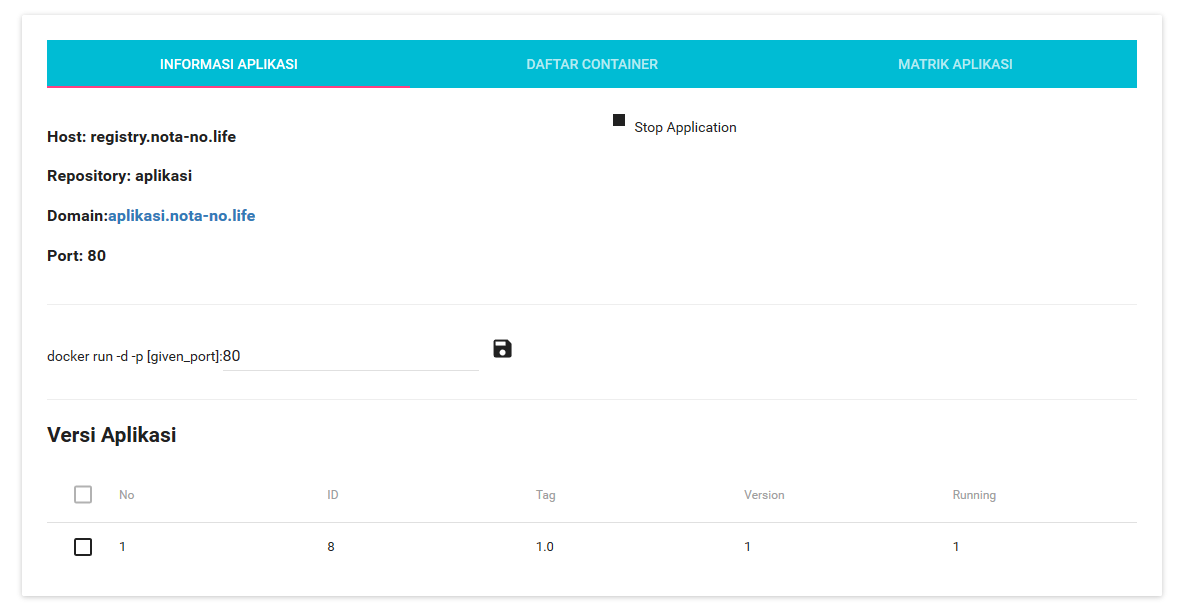 INFORMASI APLIKASI DAFTAR CONTAINER MATRIK APLIKASI
Host: registry.nota-no.life
Stop Application
Repository: aplikasi
Domain:aplikasi.nota-no.life
Port: 80
docker run -d -p [given_port]:80
Versi Aplikasi
No ID Tag Version Running
1 8 1.0 1 1